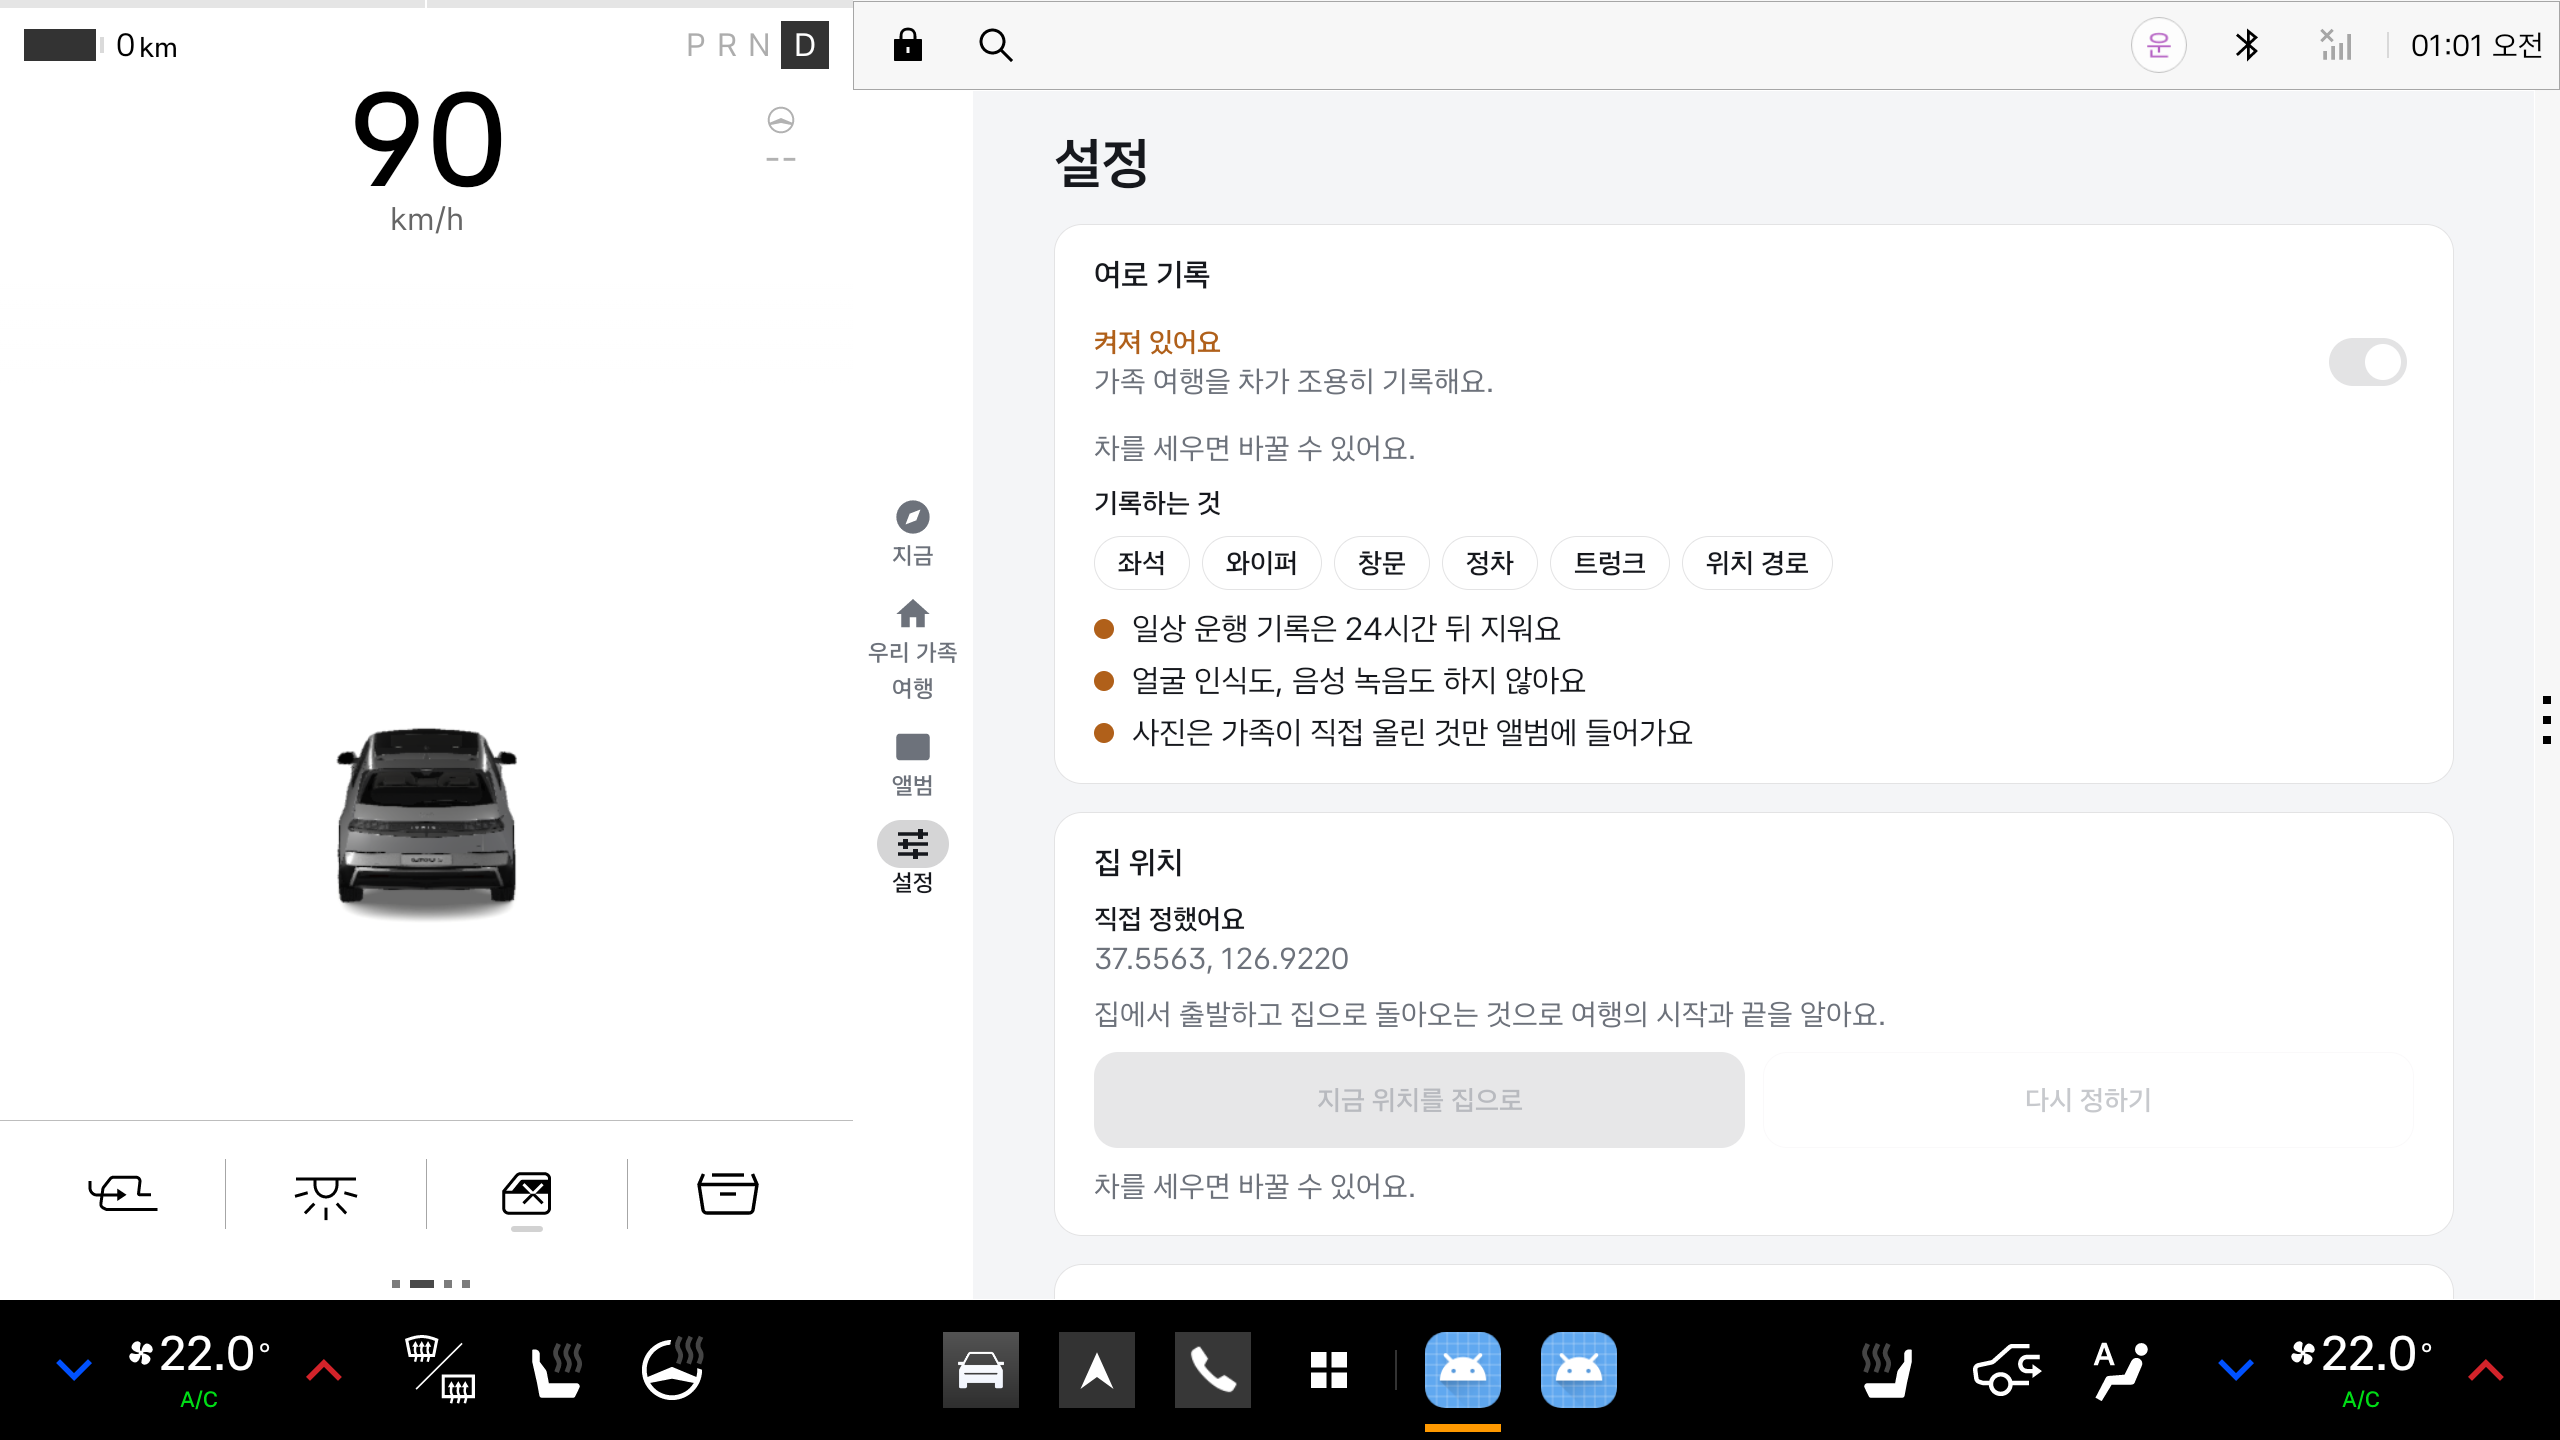 0 km
P R N D
90
km/h
--
운
01:01 오전
지금
우리 가족
여행
앨범
설정
설정
여로 기록
켜져 있어요
가족 여행을 차가 조용히 기록해요.
차를 세우면 바꿀 수 있어요.
기록하는 것
좌석 와이퍼 창문 정차 트렁크 위치 경로
일상 운행 기록은 24시간 뒤 지워요
얼굴 인식도, 음성 녹음도 하지 않아요
사진은 가족이 직접 올린 것만 앨범에 들어가요
집 위치
직접 정했어요
37.5563, 126.9220
집에서 출발하고 집으로 돌아오는 것으로 여행의 시작과 끝을 알아요.
지금 위치를 집으로
다시 정하기
차를 세우면 바꿀 수 있어요.
22.0°
A/C
A
22.0°
A/C